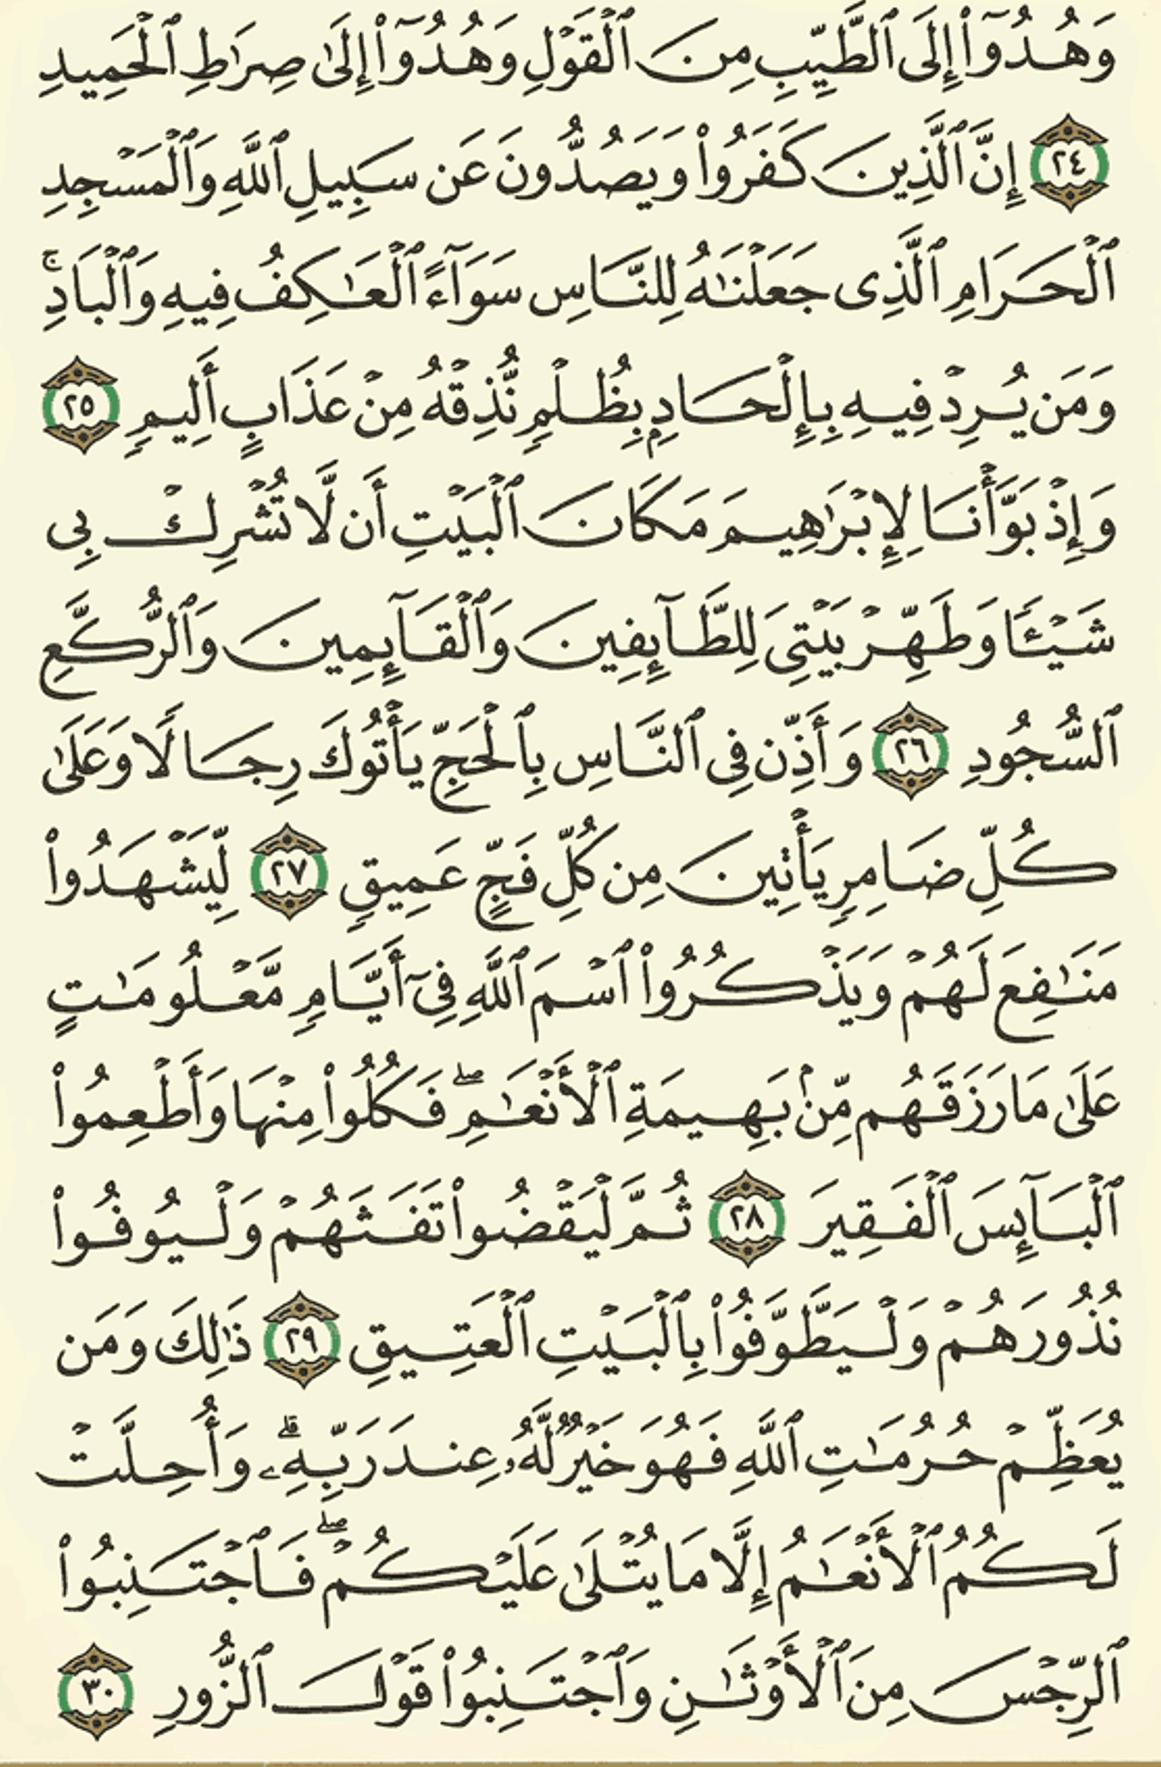 وَهُدُوٓا۟ إِلَى ٱلطَّيِّبِ مِنَ ٱلْقَوْلِ وَهُدُوٓا۟ إِلَىٰ صِرَٰطِ ٱلْحَمِيدِ
٢٤ إِنَّ ٱلَّذِينَ كَفَرُوا۟ وَيَصُدُّونَ عَن سَبِيلِ ٱللَّهِ وَٱلْمَسْجِدِ
ٱلْحَرَامِ ٱلَّذِى جَعَلْنَٰهُ لِلنَّاسِ سَوَآءً ٱلْعَٰكِفُ فِيهِ وَٱلْبَادِ ۚ
وَمَن يُرِدْ فِيهِ بِإِلْحَادٍۭ بِظُلْمٍ نُّذِقْهُ مِنْ عَذَابٍ أَلِيمٍ ٢٥
وَإِذْ بَوَّأْنَا لِإِبْرَٰهِيمَ مَكَانَ ٱلْبَيْتِ أَن لَّا تُشْرِكْ بِى
شَيْـًٔا وَطَهِّرْ بَيْتِىَ لِلطَّآئِفِينَ وَٱلْقَآئِمِينَ وَٱلرُّكَّعِ
ٱلسُّجُودِ ٢٦ وَأَذِّن فِى ٱلنَّاسِ بِٱلْحَجِّ يَأْتُوكَ رِجَالًا وَعَلَىٰ
كُلِّ ضَامِرٍ يَأْتِينَ مِن كُلِّ فَجٍّ عَمِيقٍ ٢٧ لِّيَشْهَدُوا۟
مَنَٰفِعَ لَهُمْ وَيَذْكُرُوا۟ ٱسْمَ ٱللَّهِ فِىٓ أَيَّامٍ مَّعْلُومَٰتٍ
عَلَىٰ مَا رَزَقَهُم مِّنۢ بَهِيمَةِ ٱلْأَنْعَٰمِ ۖ فَكُلُوا۟ مِنْهَا وَأَطْعِمُوا۟
ٱلْبَآئِسَ ٱلْفَقِيرَ ٢٨ ثُمَّ لْيَقْضُوا۟ تَفَثَهُمْ وَلْيُوفُوا۟
نُذُورَهُمْ وَلْيَطَّوَّفُوا۟ بِٱلْبَيْتِ ٱلْعَتِيقِ ٢٩ ذَٰلِكَ وَمَن
يُعَظِّمْ حُرُمَٰتِ ٱللَّهِ فَهُوَ خَيْرٌ لَّهُۥ عِندَ رَبِّهِۦ ۗ وَأُحِلَّتْ
لَكُمُ ٱلْأَنْعَٰمُ إِلَّا مَا يُتْلَىٰ عَلَيْكُمْ ۖ فَٱجْتَنِبُوا۟
ٱلرِّجْسَ مِنَ ٱلْأَوْثَٰنِ وَٱجْتَنِبُوا۟ قَوْلَ ٱلزُّورِ ٣٠